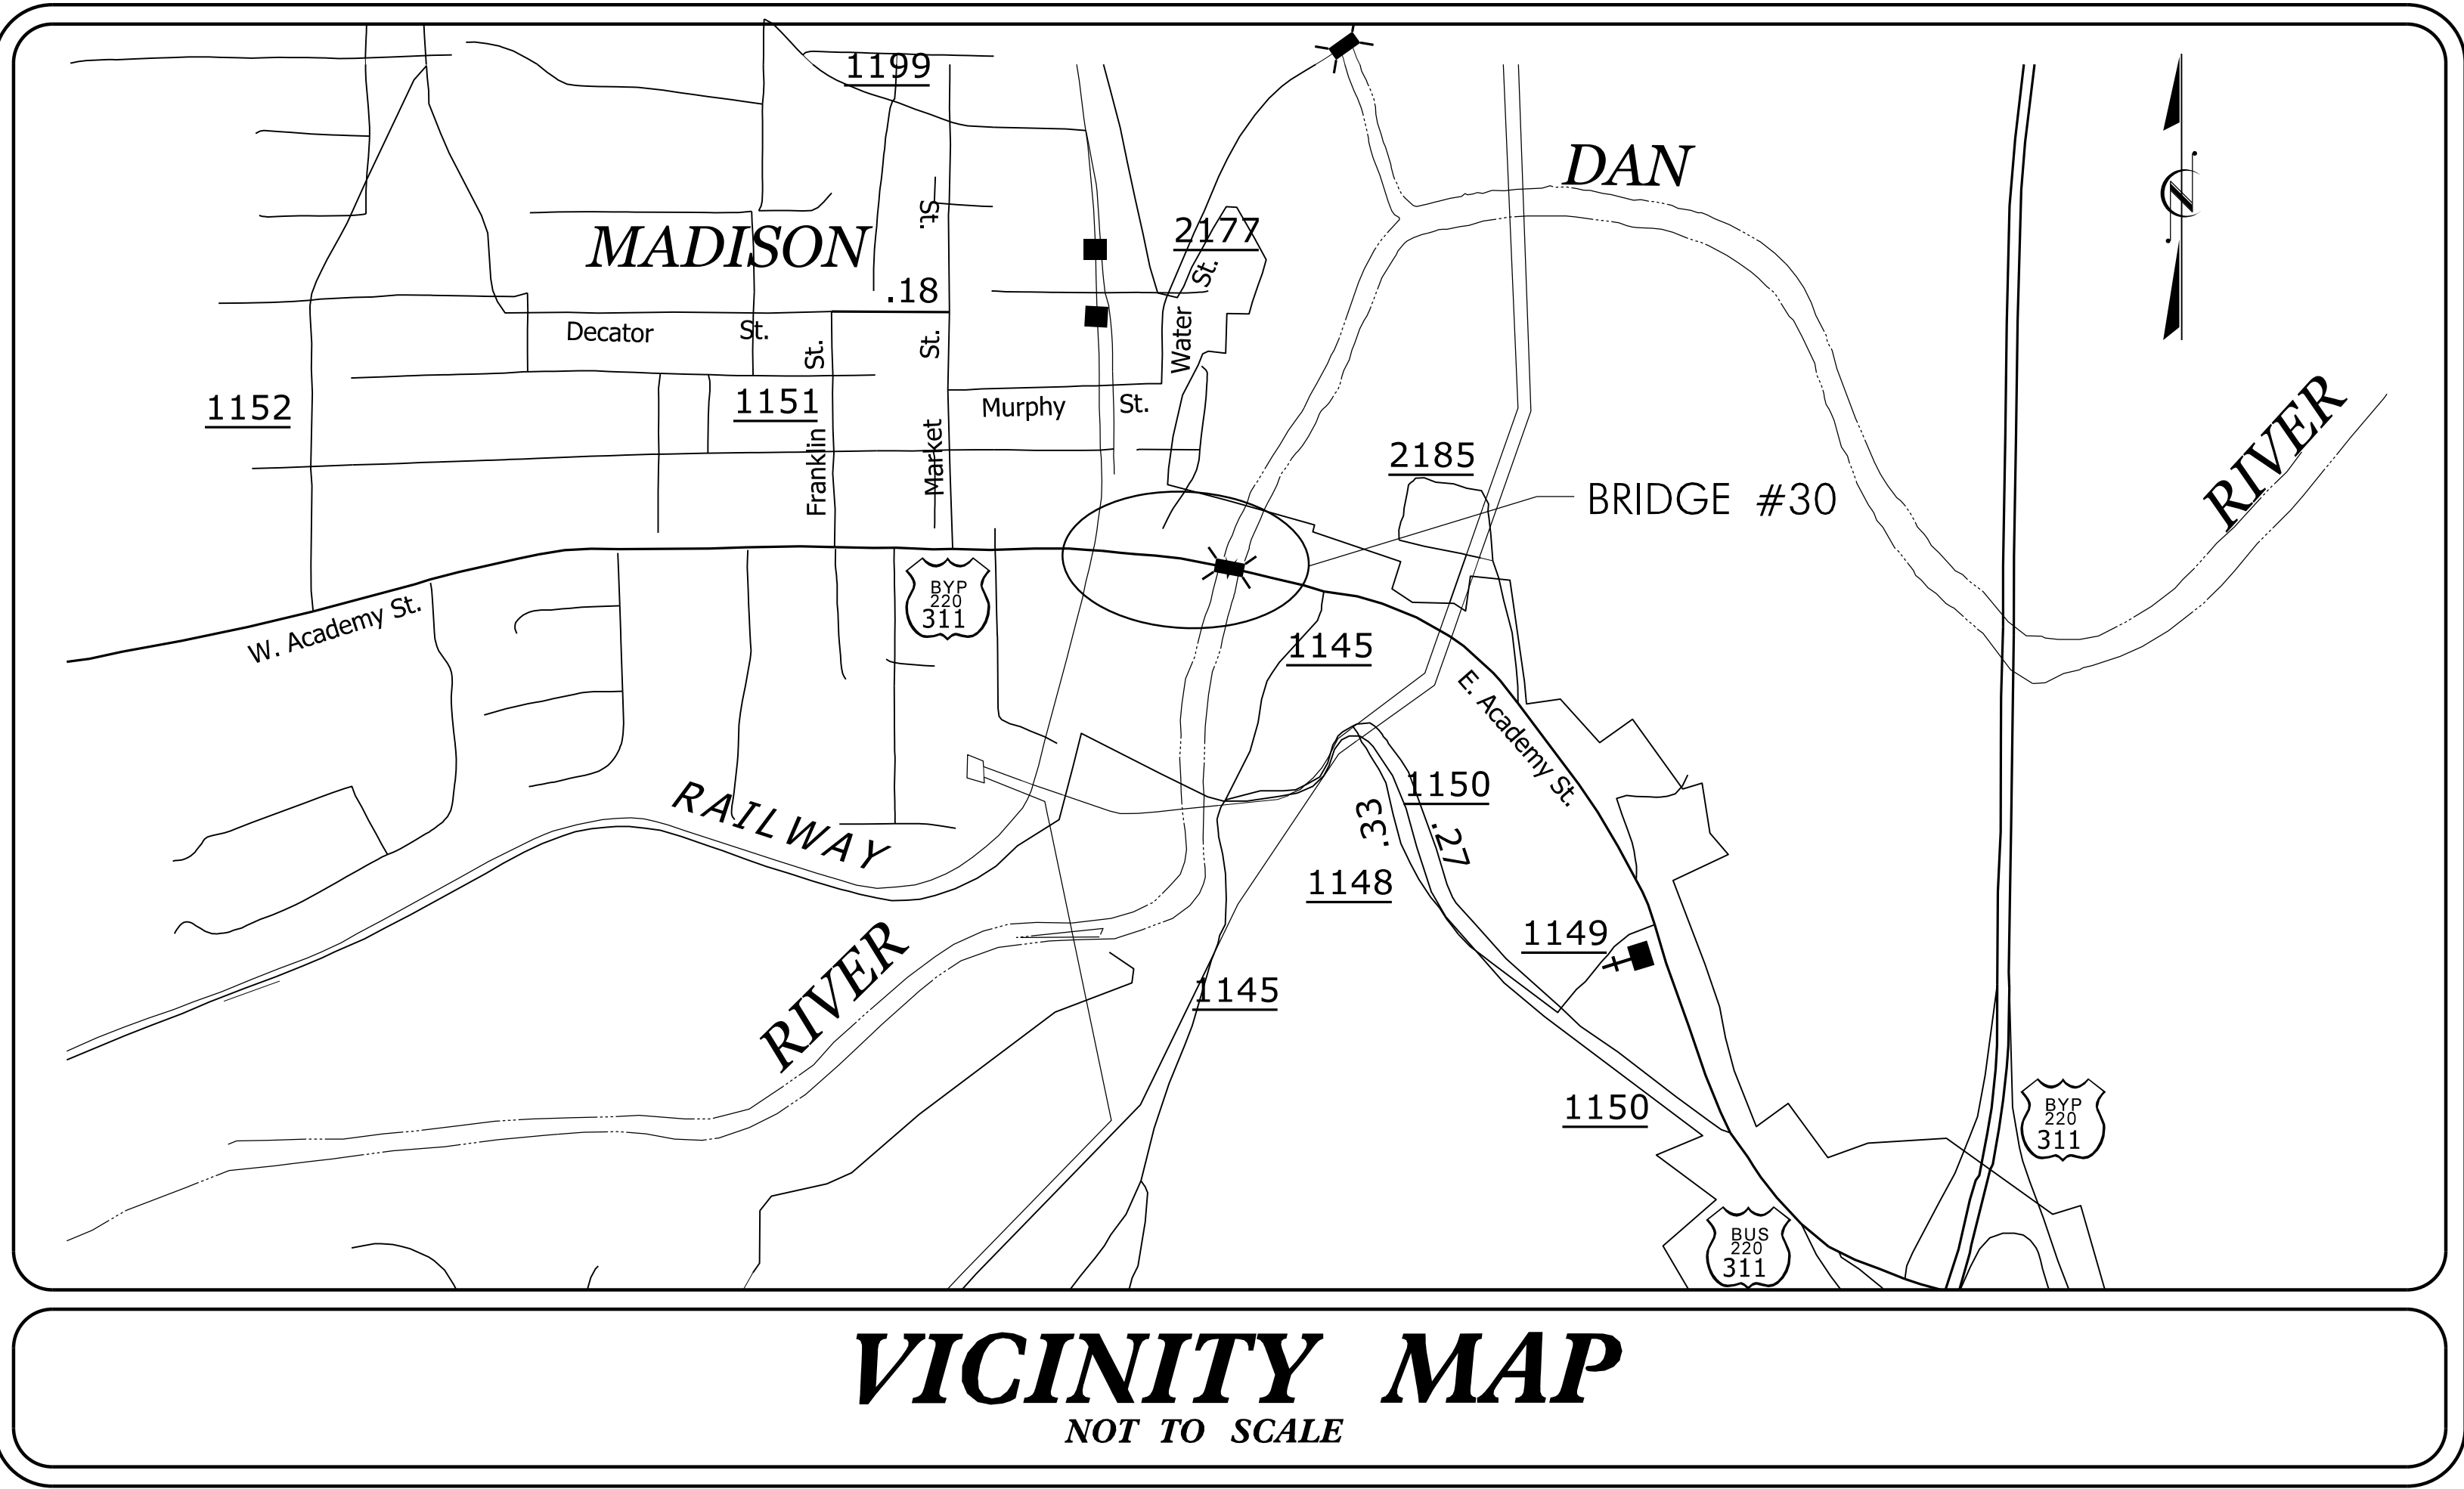 1199
DAN
N
St.
MADISON
2177
St.
.18
Decator St.
St.
St.
Water
1152
1151
Murphy St.
RIVER
Franklin
Market
2185
BRIDGE #30
BYP
220
311
W. Academy St.
1145
E. Academy St.
RAILWAY
1150
.33
.27
1148
RIVER
1149
1145
1150
BYP
220
311
BUS
220
311
VICINITY MAP
NOT TO SCALE